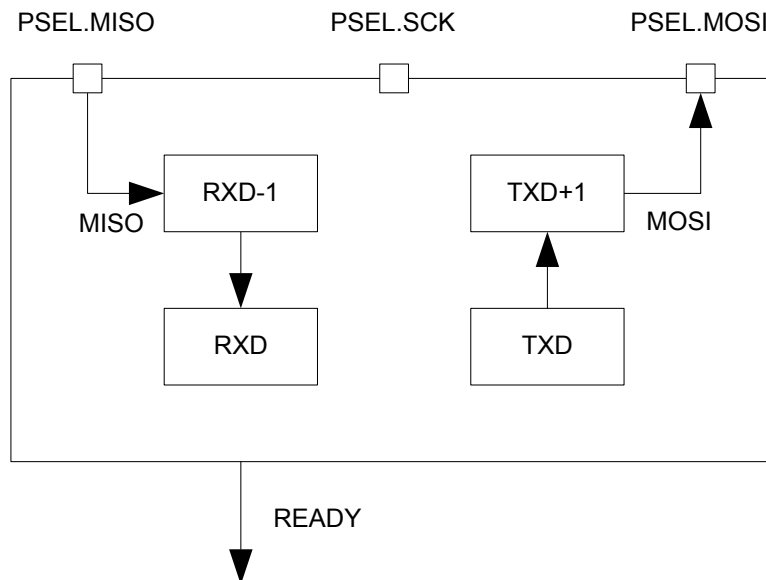 PSEL.MISO PSEL.SCK PSEL.MOSI
RXD-1 TXD+1
MISO MOSI
RXD TXD
READY